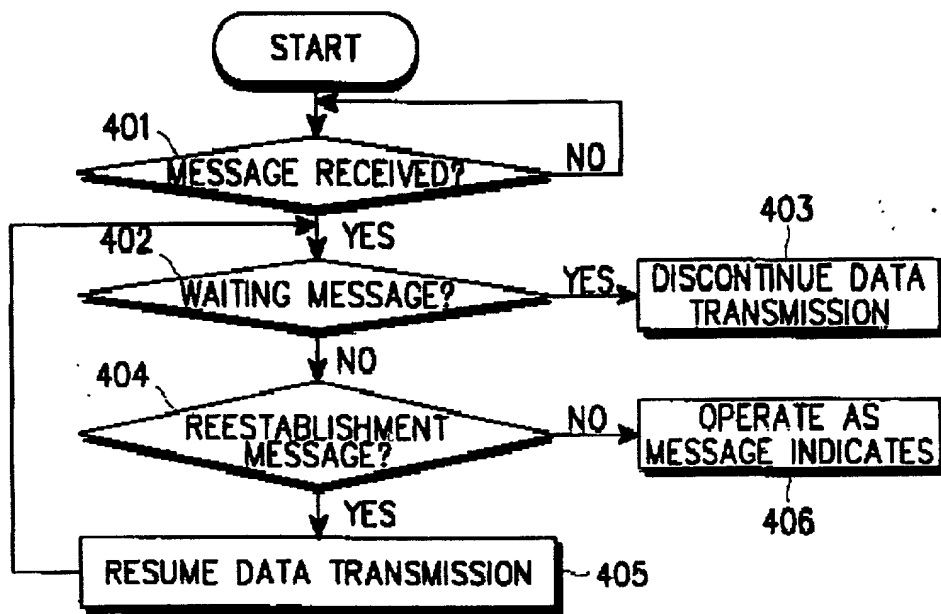 START
401
MESSAGE RECEIVED?
NO
YES
402
WAITING MESSAGE?
YES
403
DISCONTINUE DATA
TRANSMISSION
NO
404
REESTABLISHMENT
MESSAGE?
NO
OPERATE AS
MESSAGE INDICATES
406
YES
RESUME DATA TRANSMISSION
405